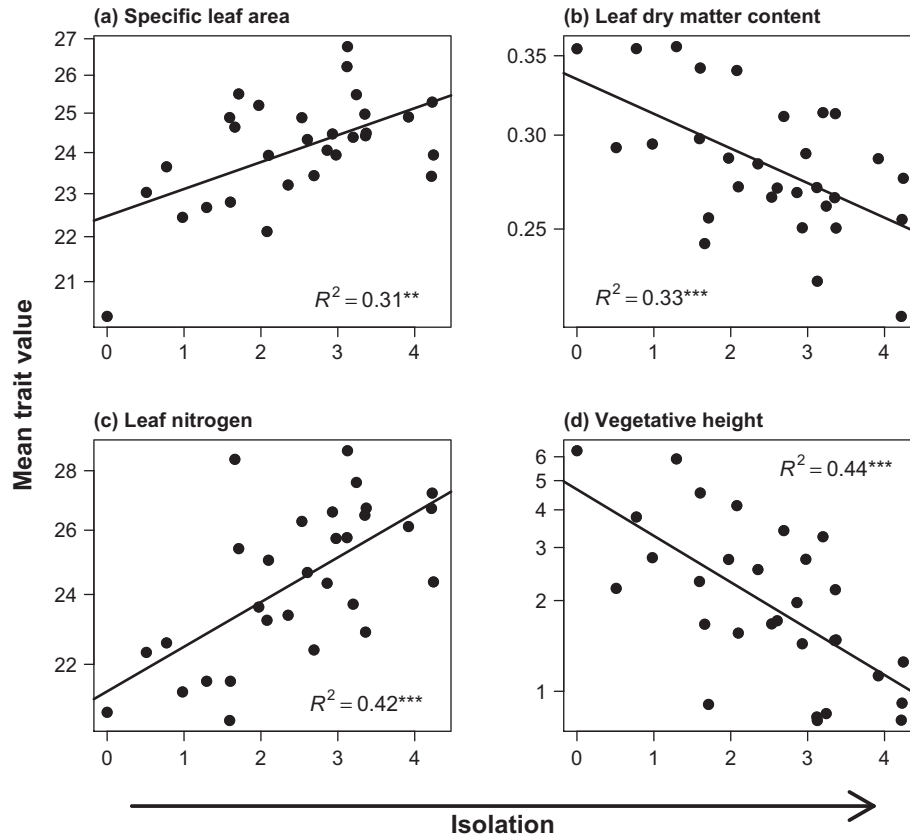 (a) Specific leaf area
27
26
25
24
23
22
21
R² = 0.31**
0 1 2 3 4
(b) Leaf dry matter content
0.35
0.30
0.25
R² = 0.33***
0 1 2 3 4
Mean trait value
(c) Leaf nitrogen
28
26
24
22
R² = 0.42***
0 1 2 3 4
(d) Vegetative height
6
5
4
3
2
1
R² = 0.44***
0 1 2 3 4
Isolation